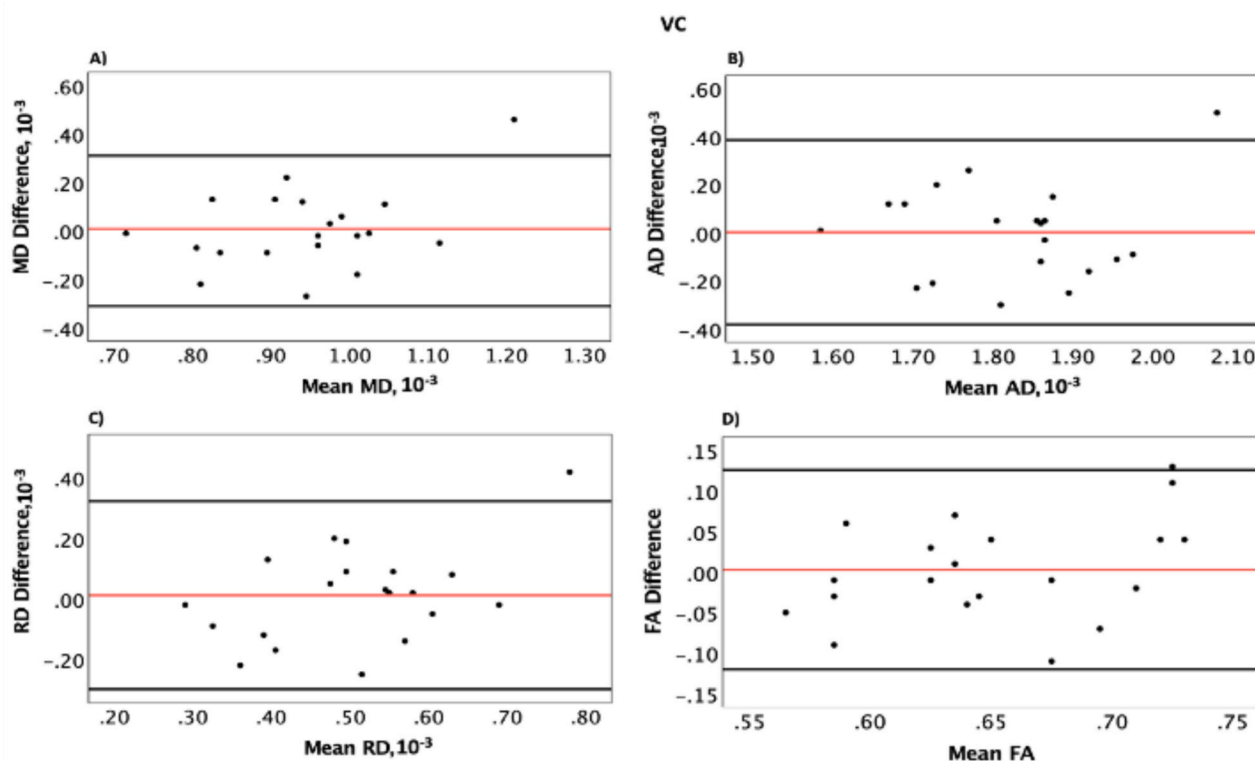 VC
A)
MD Difference, 10⁻³
.60
.40
.20
.00
-.20
-.40
.70 .80 .90 1.00 1.10 1.20 1.30
Mean MD, 10⁻³
B)
AD Difference,10⁻³
.60
.40
.20
.00
-.20
-.40
1.50 1.60 1.70 1.80 1.90 2.00 2.10
Mean AD, 10⁻³
C)
RD Difference,10⁻³
.40
.20
.00
-.20
.20 .30 .40 .50 .60 .70 .80
Mean RD, 10⁻³
D)
FA Difference
.15
.10
.05
.00
-.05
-.10
-.15
.55 .60 .65 .70 .75
Mean FA